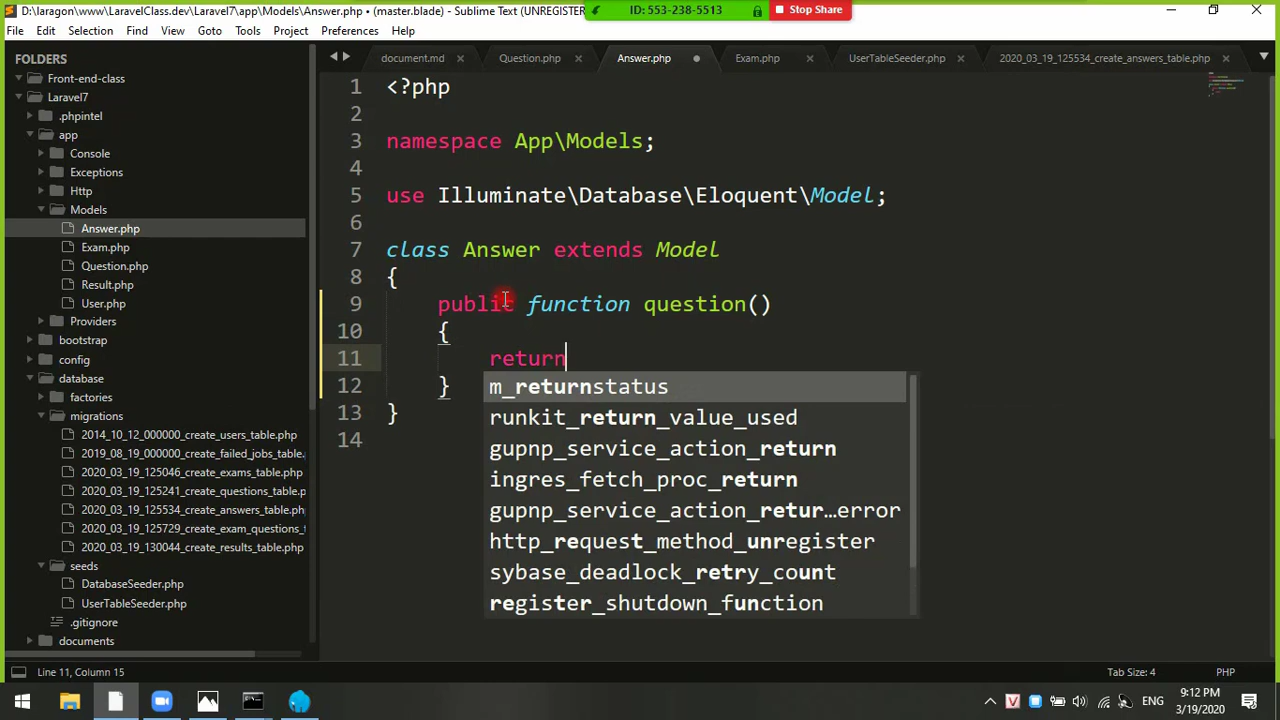 D:\laragon\www\LaravelClass.dev\Laravel7\app\Models\Answer.php • (master.blade) - Sublime Text (UNREGISTER
ID: 553-238-5513
Stop Share
File Edit Selection Find View Goto Tools Project Preferences Help
FOLDERS
Front-end-class
Laravel7
.phpintel
app
Console
Exceptions
Http
Models
Answer.php
Exam.php
Question.php
Result.php
User.php
Providers
bootstrap
config
database
factories
migrations
2014_10_12_000000_create_users_table.php
2019_08_19_000000_create_failed_jobs_table.
2020_03_19_125046_create_exams_table.php
2020_03_19_125241_create_questions_table.p
2020_03_19_125534_create_answers_table.php
2020_03_19_125729_create_exam_questions_t
2020_03_19_130044_create_results_table.php
seeds
DatabaseSeeder.php
UserTableSeeder.php
.gitignore
documents
document.md Question.php Answer.php Exam.php UserTableSeeder.php 2020_03_19_125534_create_answers_table.php
1 <?php
2
3 namespace App\Models;
4
5 use Illuminate\Database\Eloquent\Model;
6
7 class Answer extends Model
8 {
9 public function question()
10 {
11 return
12 }
13 }
14
m_returnstatus
runkit_return_value_used
gupnp_service_action_return
ingres_fetch_proc_return
gupnp_service_action_retur…error
http_request_method_unregister
sybase_deadlock_retry_count
register_shutdown_function
Line 11, Column 15
Tab Size: 4
PHP
ENG
9:12 PM
3/19/2020